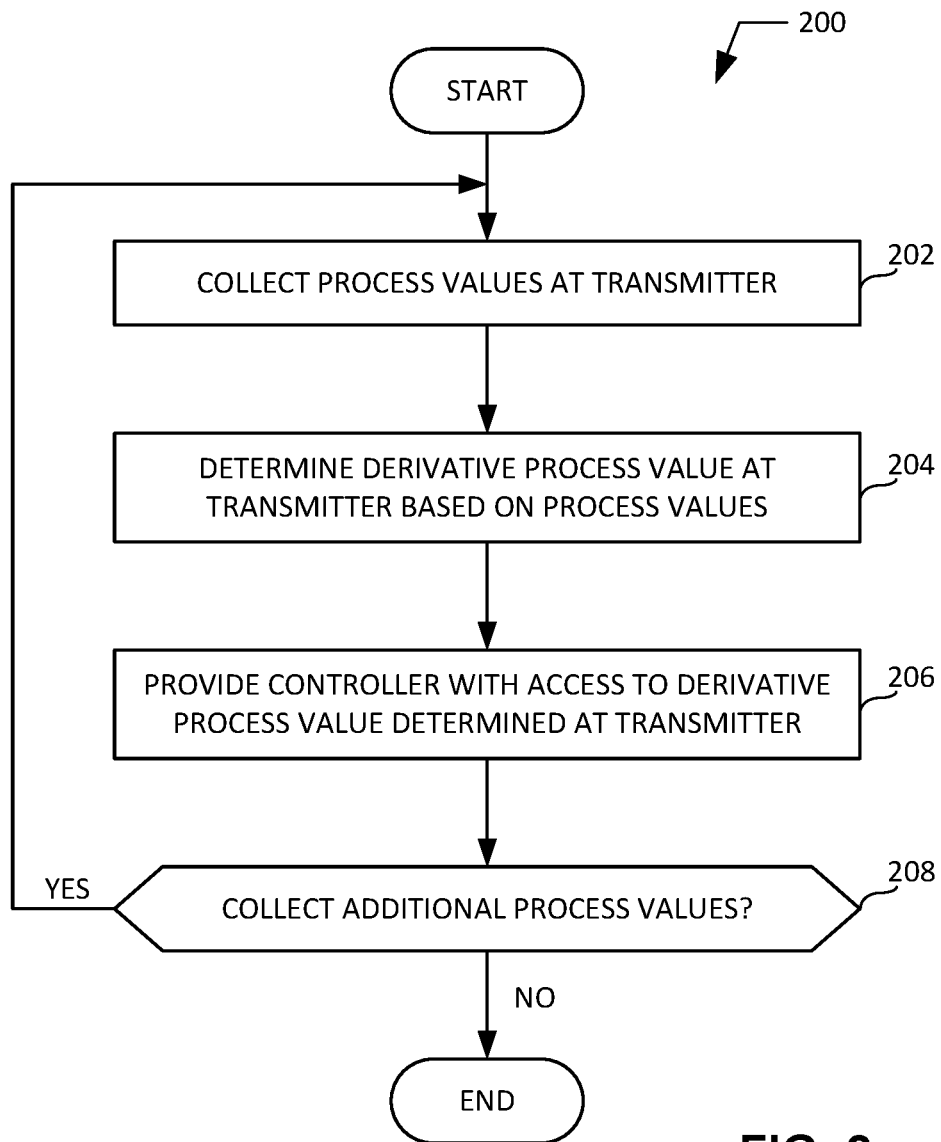 200
START
COLLECT PROCESS VALUES AT TRANSMITTER
202
DETERMINE DERIVATIVE PROCESS VALUE AT
TRANSMITTER BASED ON PROCESS VALUES
204
PROVIDE CONTROLLER WITH ACCESS TO DERIVATIVE
PROCESS VALUE DETERMINED AT TRANSMITTER
206
COLLECT ADDITIONAL PROCESS VALUES?
208
YES
NO
END
FIG.